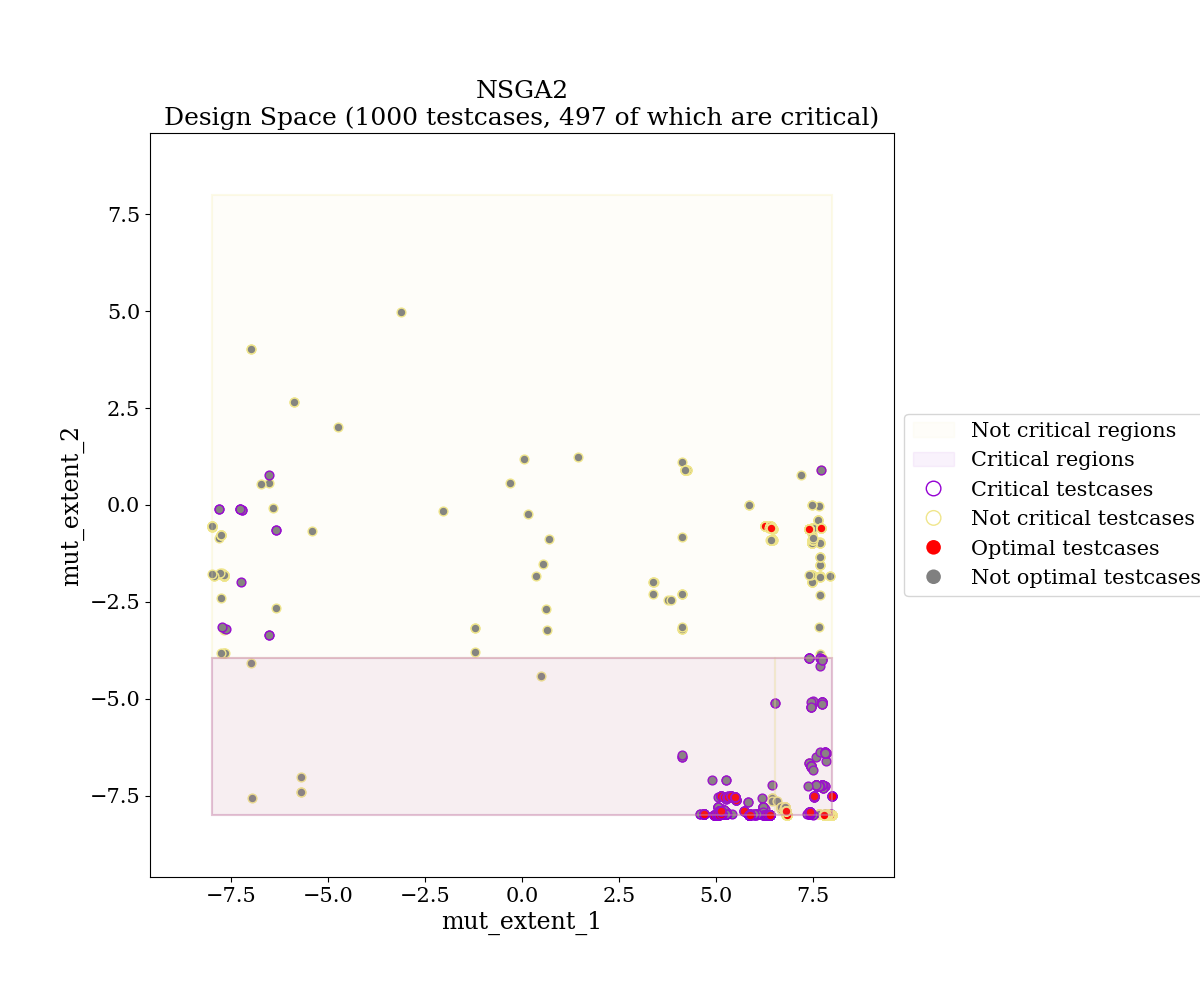 NSGA2
Design Space (1000 testcases, 497 of which are critical)
7.5
5.0
2.5
0.0
−2.5
−5.0
−7.5
mut_extent_2
−7.5
−5.0
−2.5
0.0
2.5
5.0
7.5
mut_extent_1
Not critical regions
Critical regions
Critical testcases
Not critical testcases
Optimal testcases
Not optimal testcases